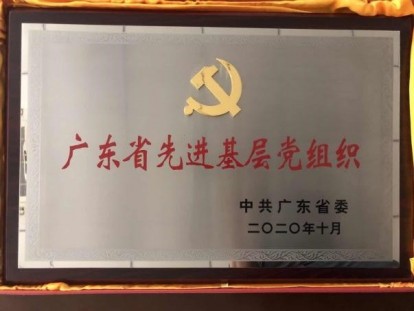 广东省先进基层党组织
中共广东省委
二〇二〇年十月